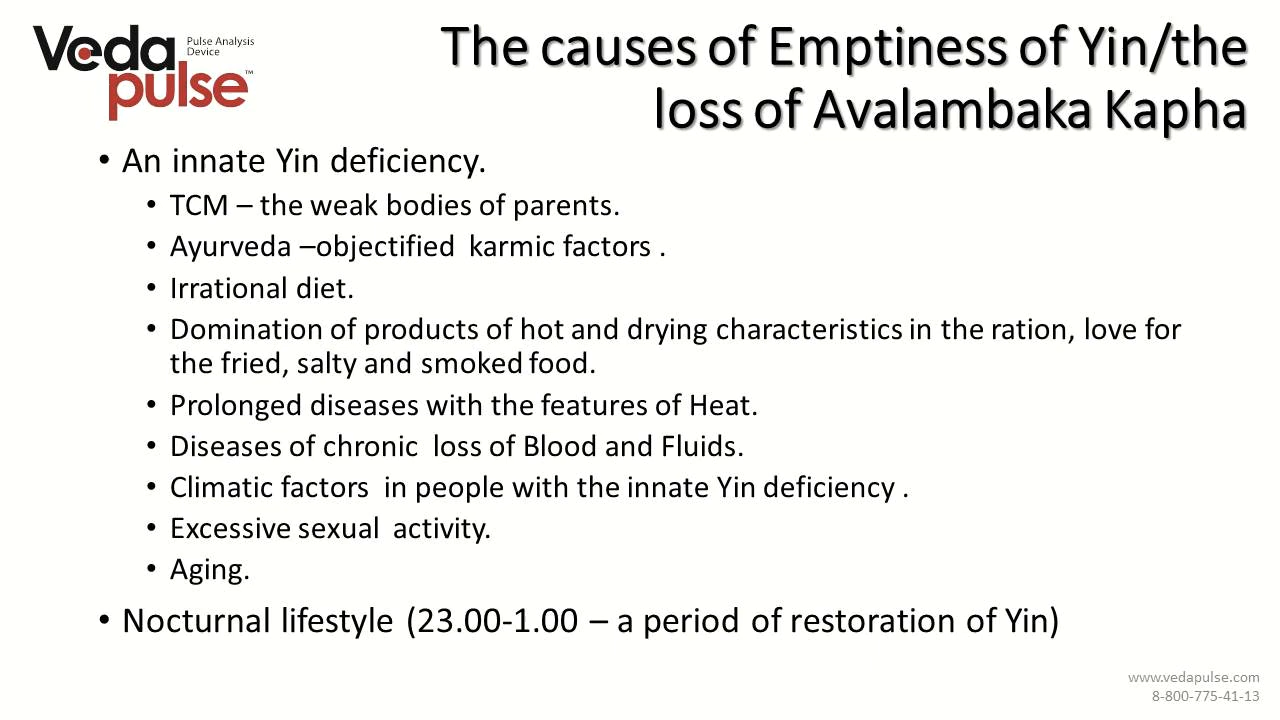 Veda
pulse™
Pulse Analysis
Device
The causes of Emptiness of Yin/the
loss of Avalambaka Kapha
• An innate Yin deficiency.
• TCM – the weak bodies of parents.
• Ayurveda –objectified  karmic factors .
• Irrational diet.
• Domination of products of hot and drying characteristics in the ration, love for
the fried, salty and smoked food.
• Prolonged diseases with the features of Heat.
• Diseases of chronic  loss of Blood and Fluids.
• Climatic factors  in people with the innate Yin deficiency .
• Excessive sexual  activity.
• Aging.
• Nocturnal lifestyle (23.00-1.00 – a period of restoration of Yin)
www.vedapulse.com
8-800-775-41-13